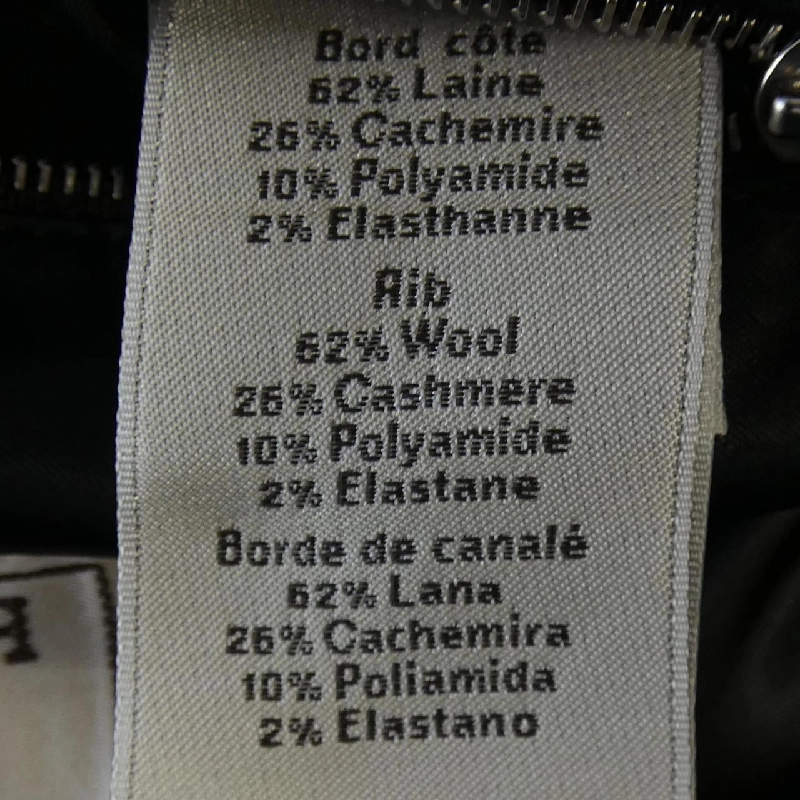 Bord côte
62% Laine
26% Cachemire
10% Polyamide
2% Elasthanne
Rib
62% Wool
26% Cashmere
10% Polyamide
2% Elastane
Borde de canalé
62% Lana
26% Cachemira
10% Poliamida
2% Elastano